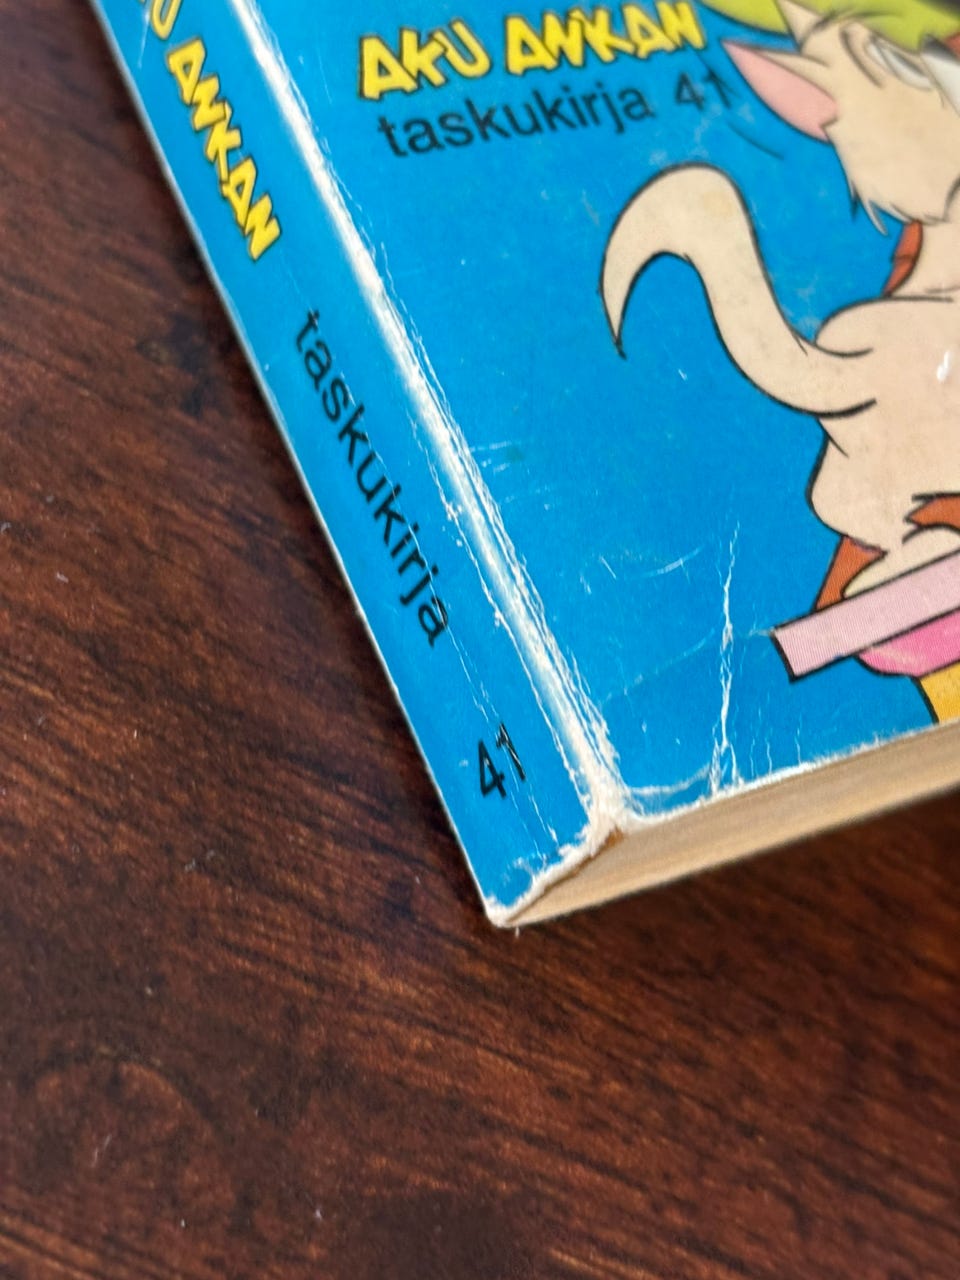 AKU ANKAN
taskukirja 41
AKU ANKAN
taskukirja
41